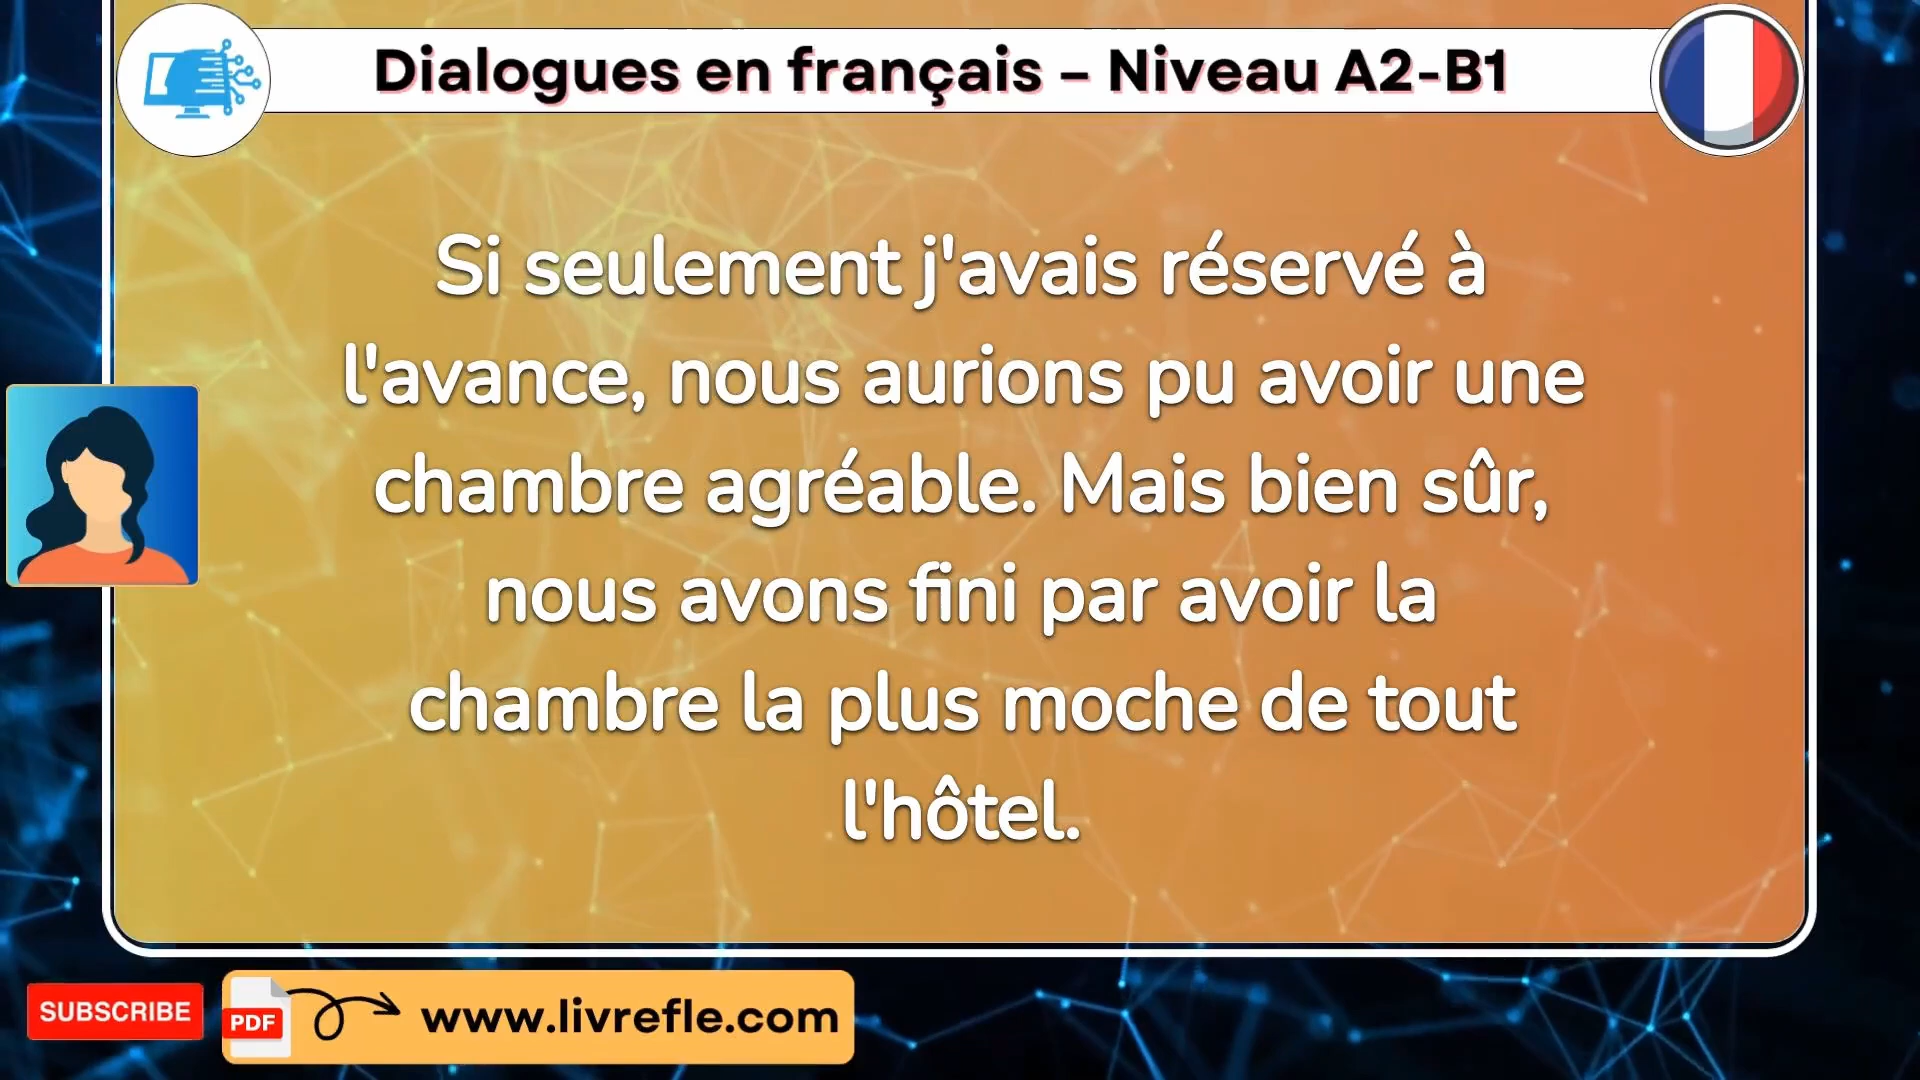 Dialogues en français – Niveau A2-B1
Si seulement j'avais réservé à
l'avance, nous aurions pu avoir une
chambre agréable. Mais bien sûr,
nous avons fini par avoir la
chambre la plus moche de tout
l'hôtel.
SUBSCRIBE
PDF
www.livrefle.com